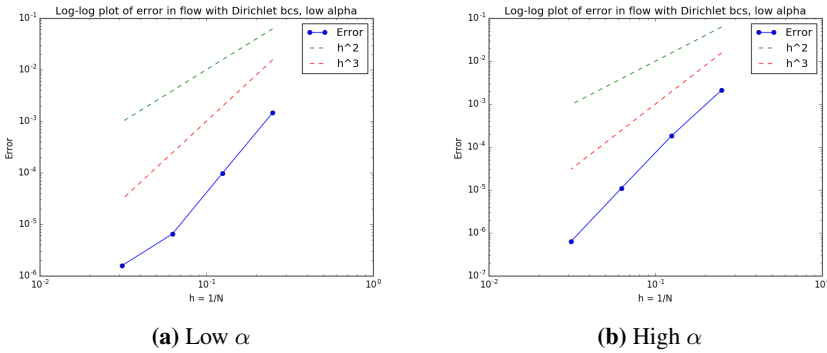 Log-log plot of error in flow with Dirichlet bcs, low alpha
10^-1
10^-2
10^-3
10^-4
10^-5
10^-6
Error
Error
h^2
h^3
10^-2
10^-1
10^0
h = 1/N
(a) Low α
Log-log plot of error in flow with Dirichlet bcs, low alpha
10^-1
10^-2
10^-3
10^-4
10^-5
10^-6
10^-7
Error
Error
h^2
h^3
10^-2
10^-1
h = 1/N
(b) High α